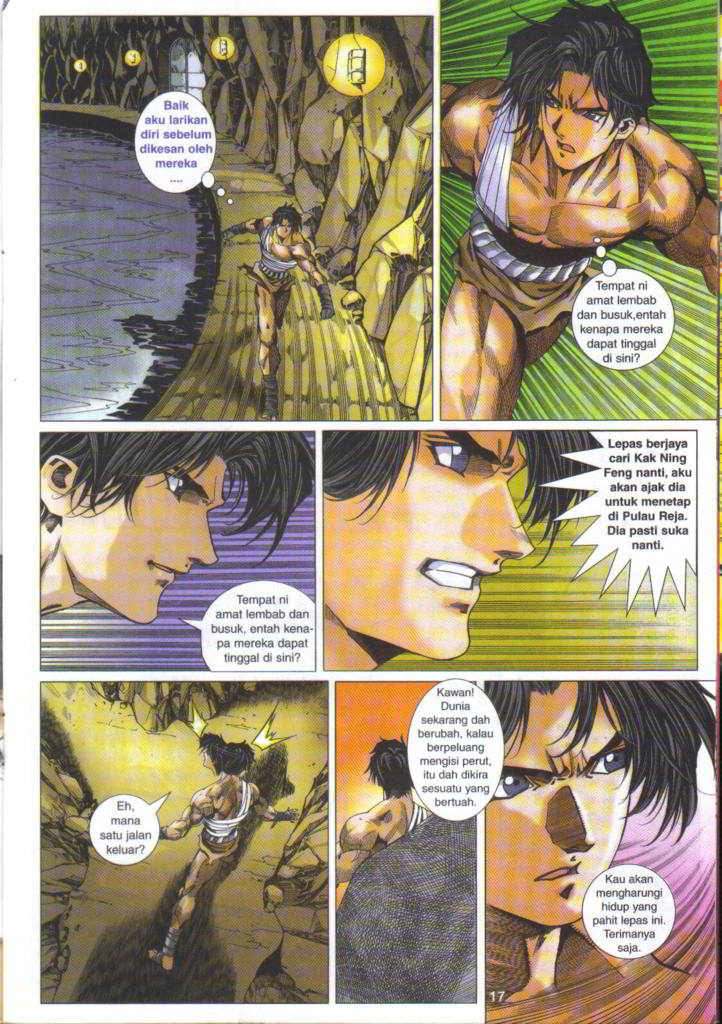 Baik
aku larikan
diri sebelum
dikesan oleh
mereka
....
Tempat ni
amat lembab
dan busuk,entah
kenapa mereka
dapat tinggal
di sini?
Tempat ni
amat lembab dan
busuk, entah kena-
pa mereka dapat
tinggal di sini?
Lepas berjaya
cari Kak Ning
Feng nanti, aku
akan ajak dia
untuk menetap
di Pulau Reja.
Dia pasti suka
nanti.
Eh,
mana
satu jalan
keluar?
Kawan!
Dunia
sekarang dah
berubah, kalau
berpeluang
mengisi perut,
itu dah dikira
sesuatu yang
bertuah.
Kau akan
mengharungi
hidup yang
pahit lepas ini.
Terimanya
saja.
17